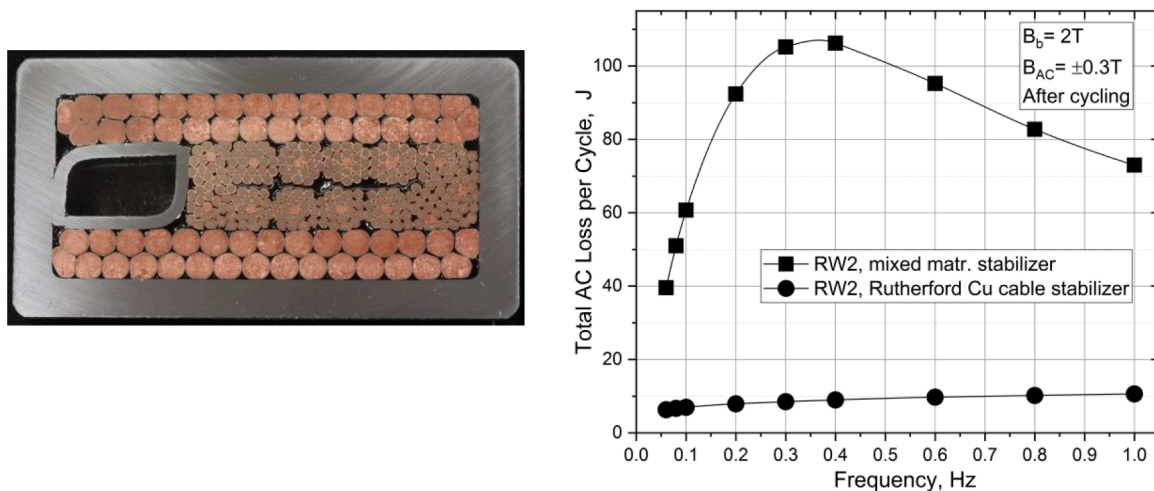 B_b= 2T
B_AC= ±0.3T
After cycling
RW2, mixed matr. stabilizer
RW2, Rutherford Cu cable stabilizer
Total AC Loss per Cycle, J
100
80
60
40
20
0
0.0 0.1 0.2 0.3 0.4 0.5 0.6 0.7 0.8 0.9 1.0
Frequency, Hz